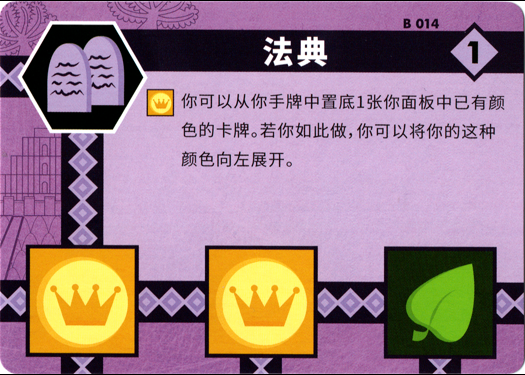 B 014
法典
1
你可以从你手牌中置底1张你面板中已有颜
色的卡牌。若你如此做，你可以将你的这种
颜色向左展开。